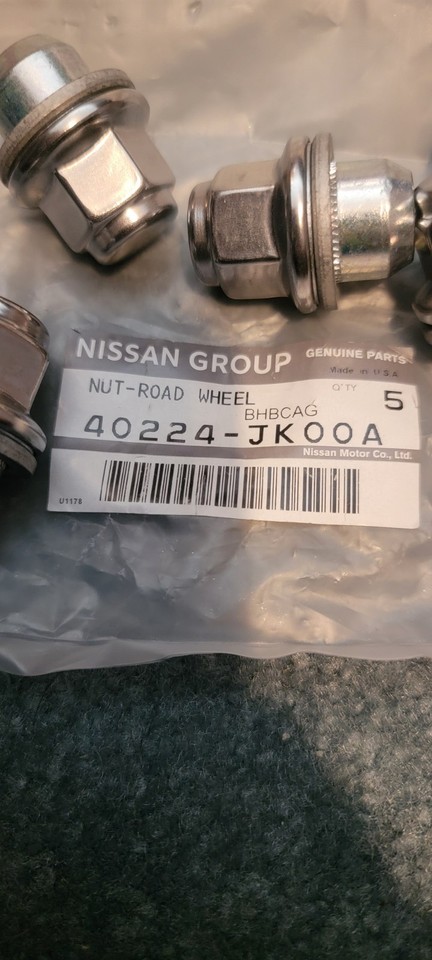 NISSAN GROUP GENUINE PARTS
Made in U S A
NUT-ROAD WHEEL Q'TY 5
BHBCAG
40224-JK00A
Nissan Motor Co., Ltd.
U1178